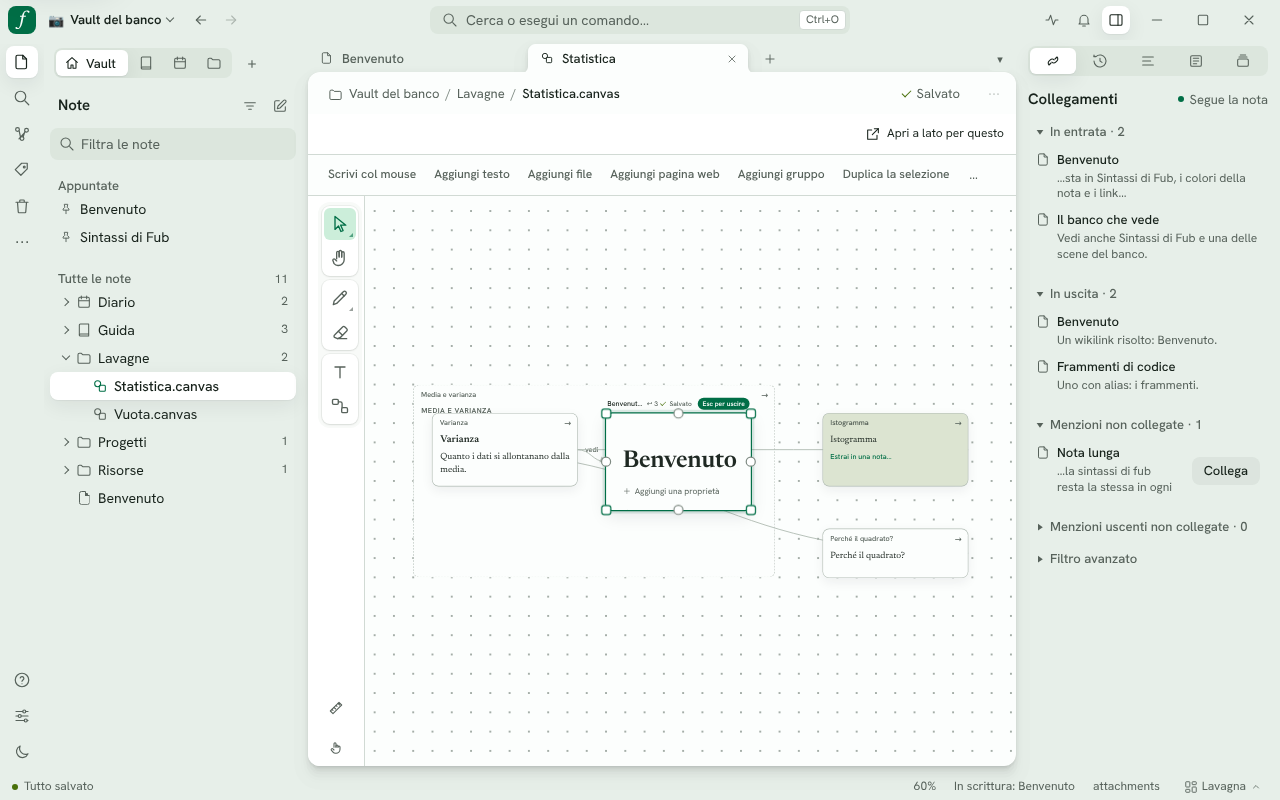 Vault del banco
Cerca o esegui un comando...
Ctrl+O
Vault
Benvenuto
Statistica
Note
Filtra le note
Appuntate
Benvenuto
Sintassi di Fub
Tutte le note 11
Diario 2
Guida 3
Lavagne 2
Statistica.canvas
Vuota.canvas
Progetti 1
Risorse 1
Benvenuto
Tutto salvato
Vault del banco / Lavagne / Statistica.canvas
Salvato
Apri a lato per questo
Scrivi col mouse Aggiungi testo Aggiungi file Aggiungi pagina web Aggiungi gruppo Duplica la selezione ...
Media e varianza →
MEDIA E VARIANZA
Varianza →
Varianza
Quanto i dati si allontanano dalla
media.
vedi
Benvenut... ↩ 3 ✓ Salvato Esc per uscire
Benvenuto
+ Aggiungi una proprietà
Istogramma →
Istogramma
Estrai in una nota...
Perché il quadrato? →
Perché il quadrato?
Collegamenti
Segue la nota
In entrata · 2
Benvenuto
...sta in Sintassi di Fub, i colori della
nota e i link...
Il banco che vede
Vedi anche Sintassi di Fub e una delle
scene del banco.
In uscita · 2
Benvenuto
Un wikilink risolto: Benvenuto.
Frammenti di codice
Uno con alias: i frammenti.
Menzioni non collegate · 1
Nota lunga
...la sintassi di fub
resta la stessa in ogni
Collega
Menzioni uscenti non collegate · 0
Filtro avanzato
60% In scrittura: Benvenuto attachments Lavagna